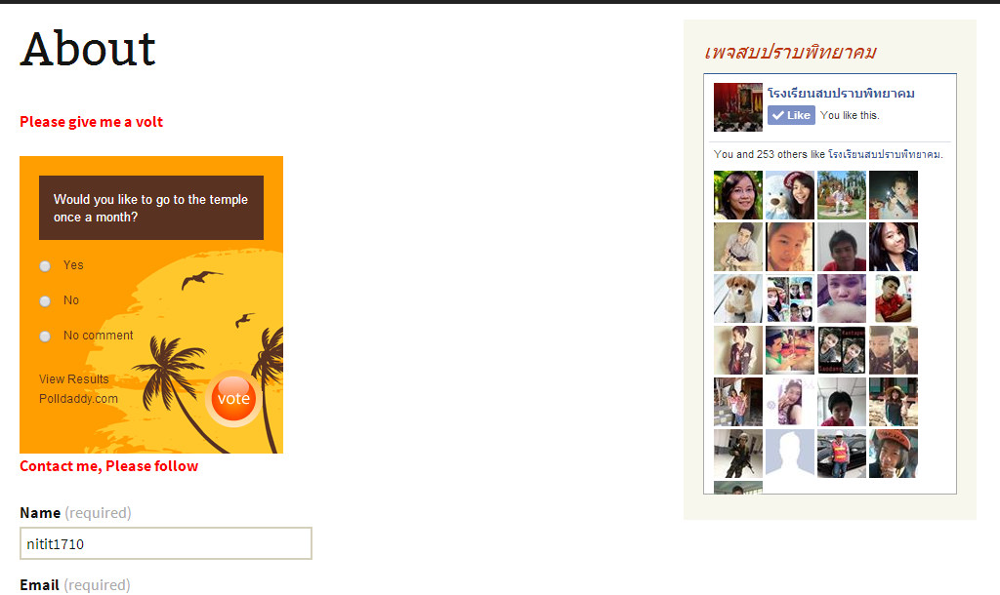 About
Please give me a volt
Would you like to go to the temple
once a month?
Yes
No
No comment
View Results
Polldaddy.com
vote
Contact me, Please follow
Name (required)
nitit1710
Email (required)
เพจสบปราบพิทยาคม
โรงเรียนสบปราบพิทยาคม
Like You like this.
You and 253 others like โรงเรียนสบปราบพิทยาคม.